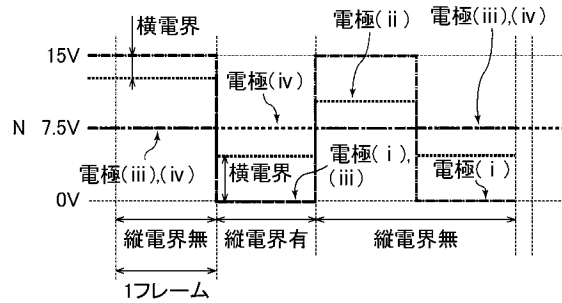 横電界
電極(ii)
電極(iii),(iv)
15V
電極(iv)
N 7.5V
電極(iii),(iv)
横電界
電極(i),
(iii)
電極(i)
0V
縦電界無
縦電界有
縦電界無
1フレーム